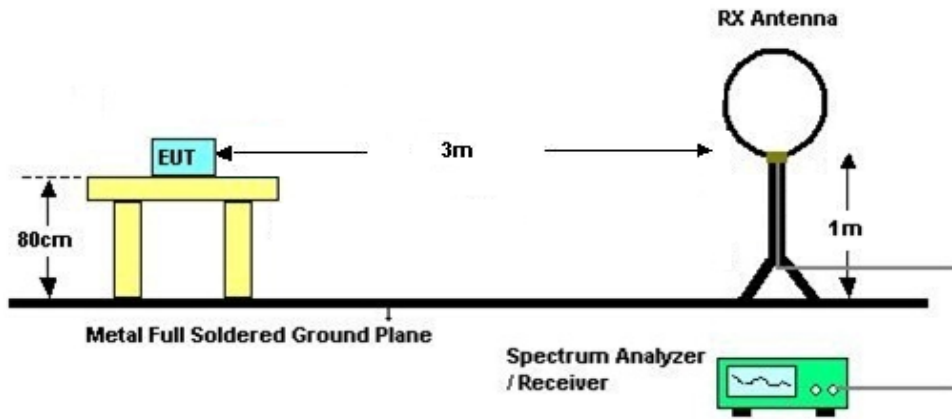 RX Antenna
EUT
3m
80cm
1m
Metal Full Soldered Ground Plane
Spectrum Analyzer
/ Receiver